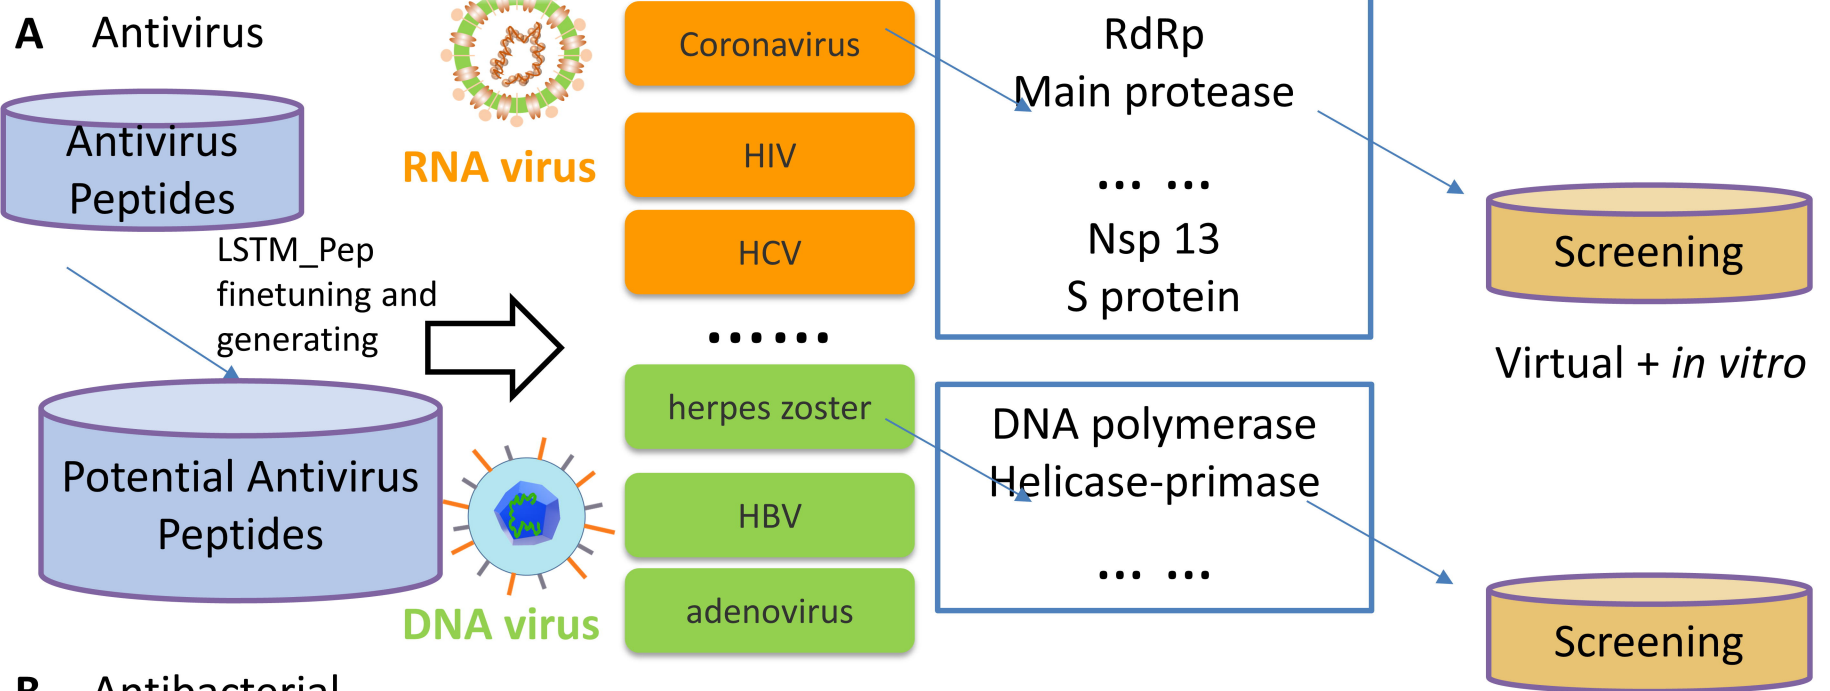 A Antivirus
Antivirus
Peptides
LSTM_Pep
finetuning and
generating
Potential Antivirus
Peptides
RNA virus
DNA virus
Coronavirus
HIV
HCV
......
herpes zoster
HBV
adenovirus
RdRp
Main protease
... ...
Nsp 13
S protein
DNA polymerase
Helicase-primase
... ...
Screening
Virtual + in vitro
Screening
B Antibacterial